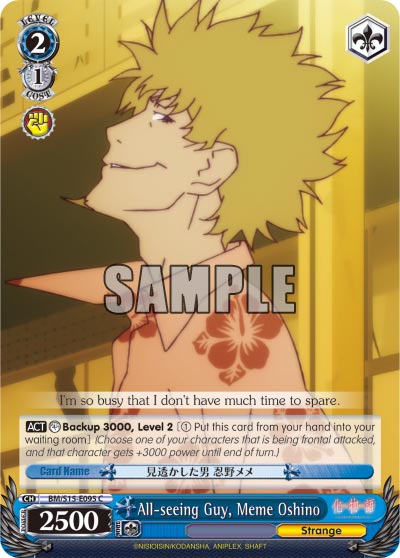 LEVEL
2
1
COST
SAMPLE
I'm so busy that I don't have much time to spare.
ACT Backup 3000, Level 2 [① Put this card from your hand into your
waiting room] (Choose one of your characters that is being frontal attacked,
and that character gets +3000 power until end of turn.)
Card Name 見透かした男 忍野メメ
CH BM/S15-E095 C
All-seeing Guy, Meme Oshino 化物語
POWER 2500 SOUL
Strange
©NISIOISIN/KODANSHA, ANIPLEX, SHAFT